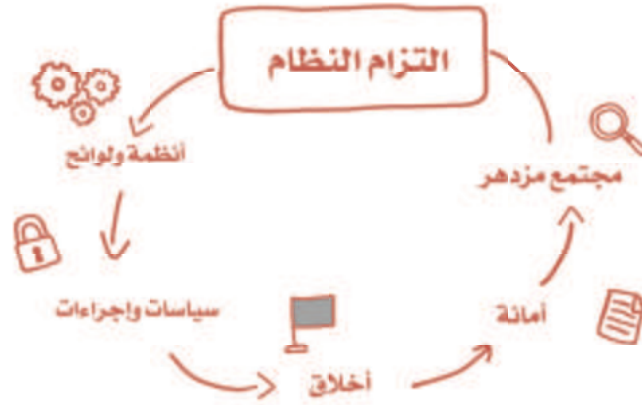 التزام النظام
أنظمة ولوائح
سياسات وإجراءات
أخلاق
أمانة
مجتمع مزدهر